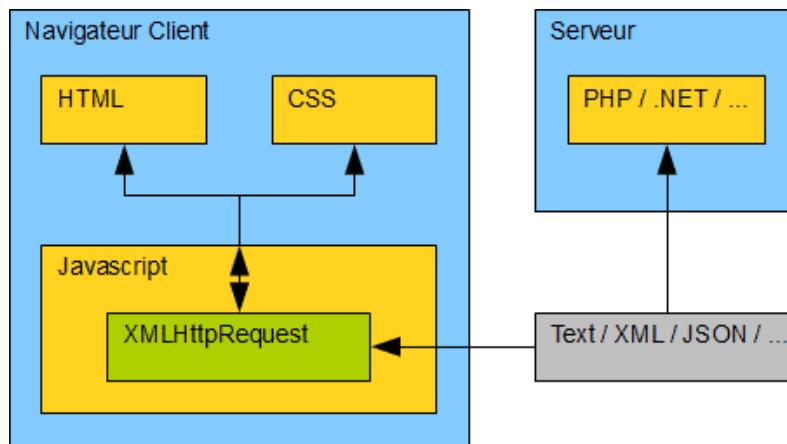 Navigateur Client
HTML
CSS
Javascript
XMLHttpRequest
Serveur
PHP / .NET / ...
Text / XML / JSON / ...